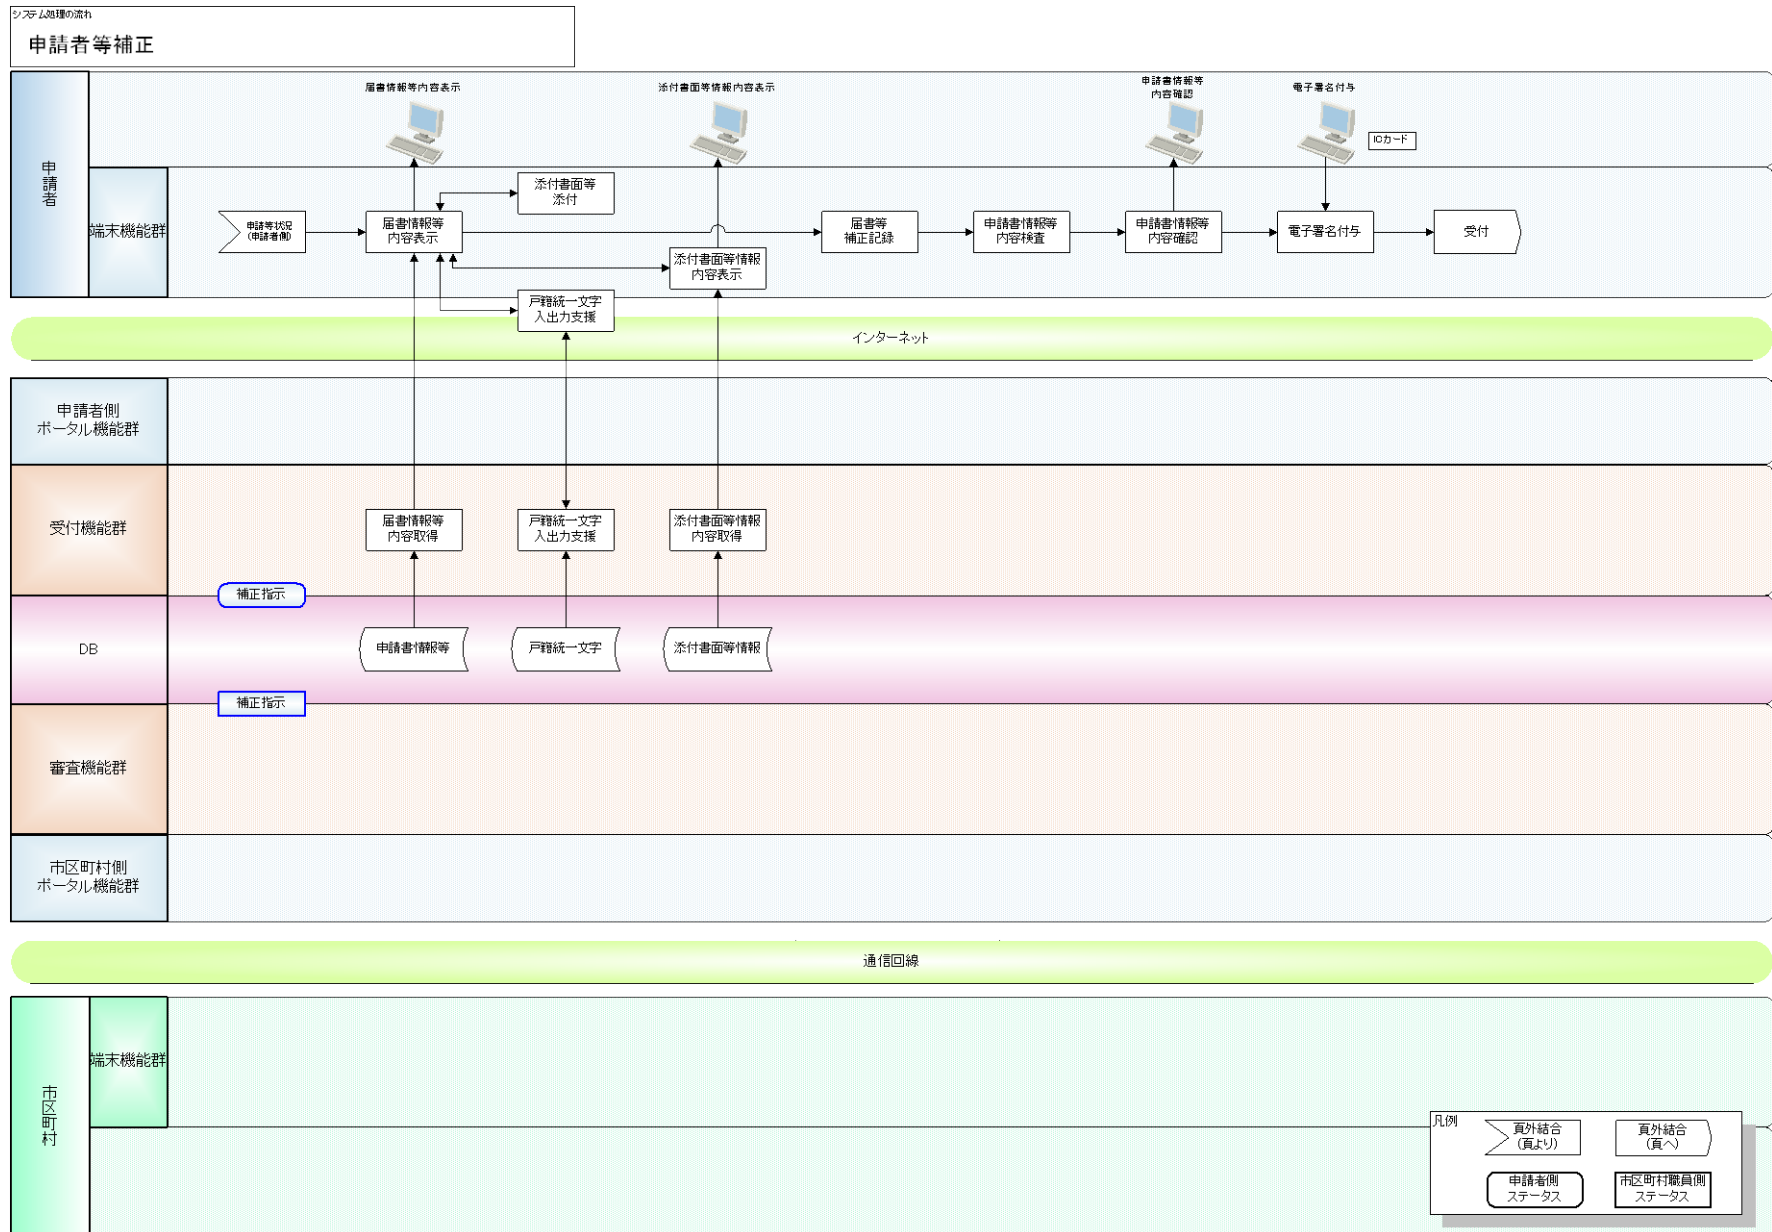 システム処理の流れ
申請者等補正
届書情報等内容表示
添付書面等情報内容表示
申請書情報等
内容確認
電子署名付与
ICカード
申請者
端末機能群
申請等状況
(申請者側)
届書情報等
内容表示
添付書面等
添付
添付書面等情報
内容表示
戸籍統一文字
入出力支援
届書等
補正記録
申請書情報等
内容検査
申請書情報等
内容確認
電子署名付与
受付
インターネット
申請者側
ポータル機能群
受付機能群
届書情報等
内容取得
戸籍統一文字
入出力支援
添付書面等情報
内容取得
補正指示
DB
申請書情報等
戸籍統一文字
添付書面等情報
補正指示
審査機能群
市区町村側
ポータル機能群
通信回線
市区町村
端末機能群
凡例
頁外結合
(頁より)
頁外結合
(頁へ)
申請者側
ステータス
市区町村職員側
ステータス